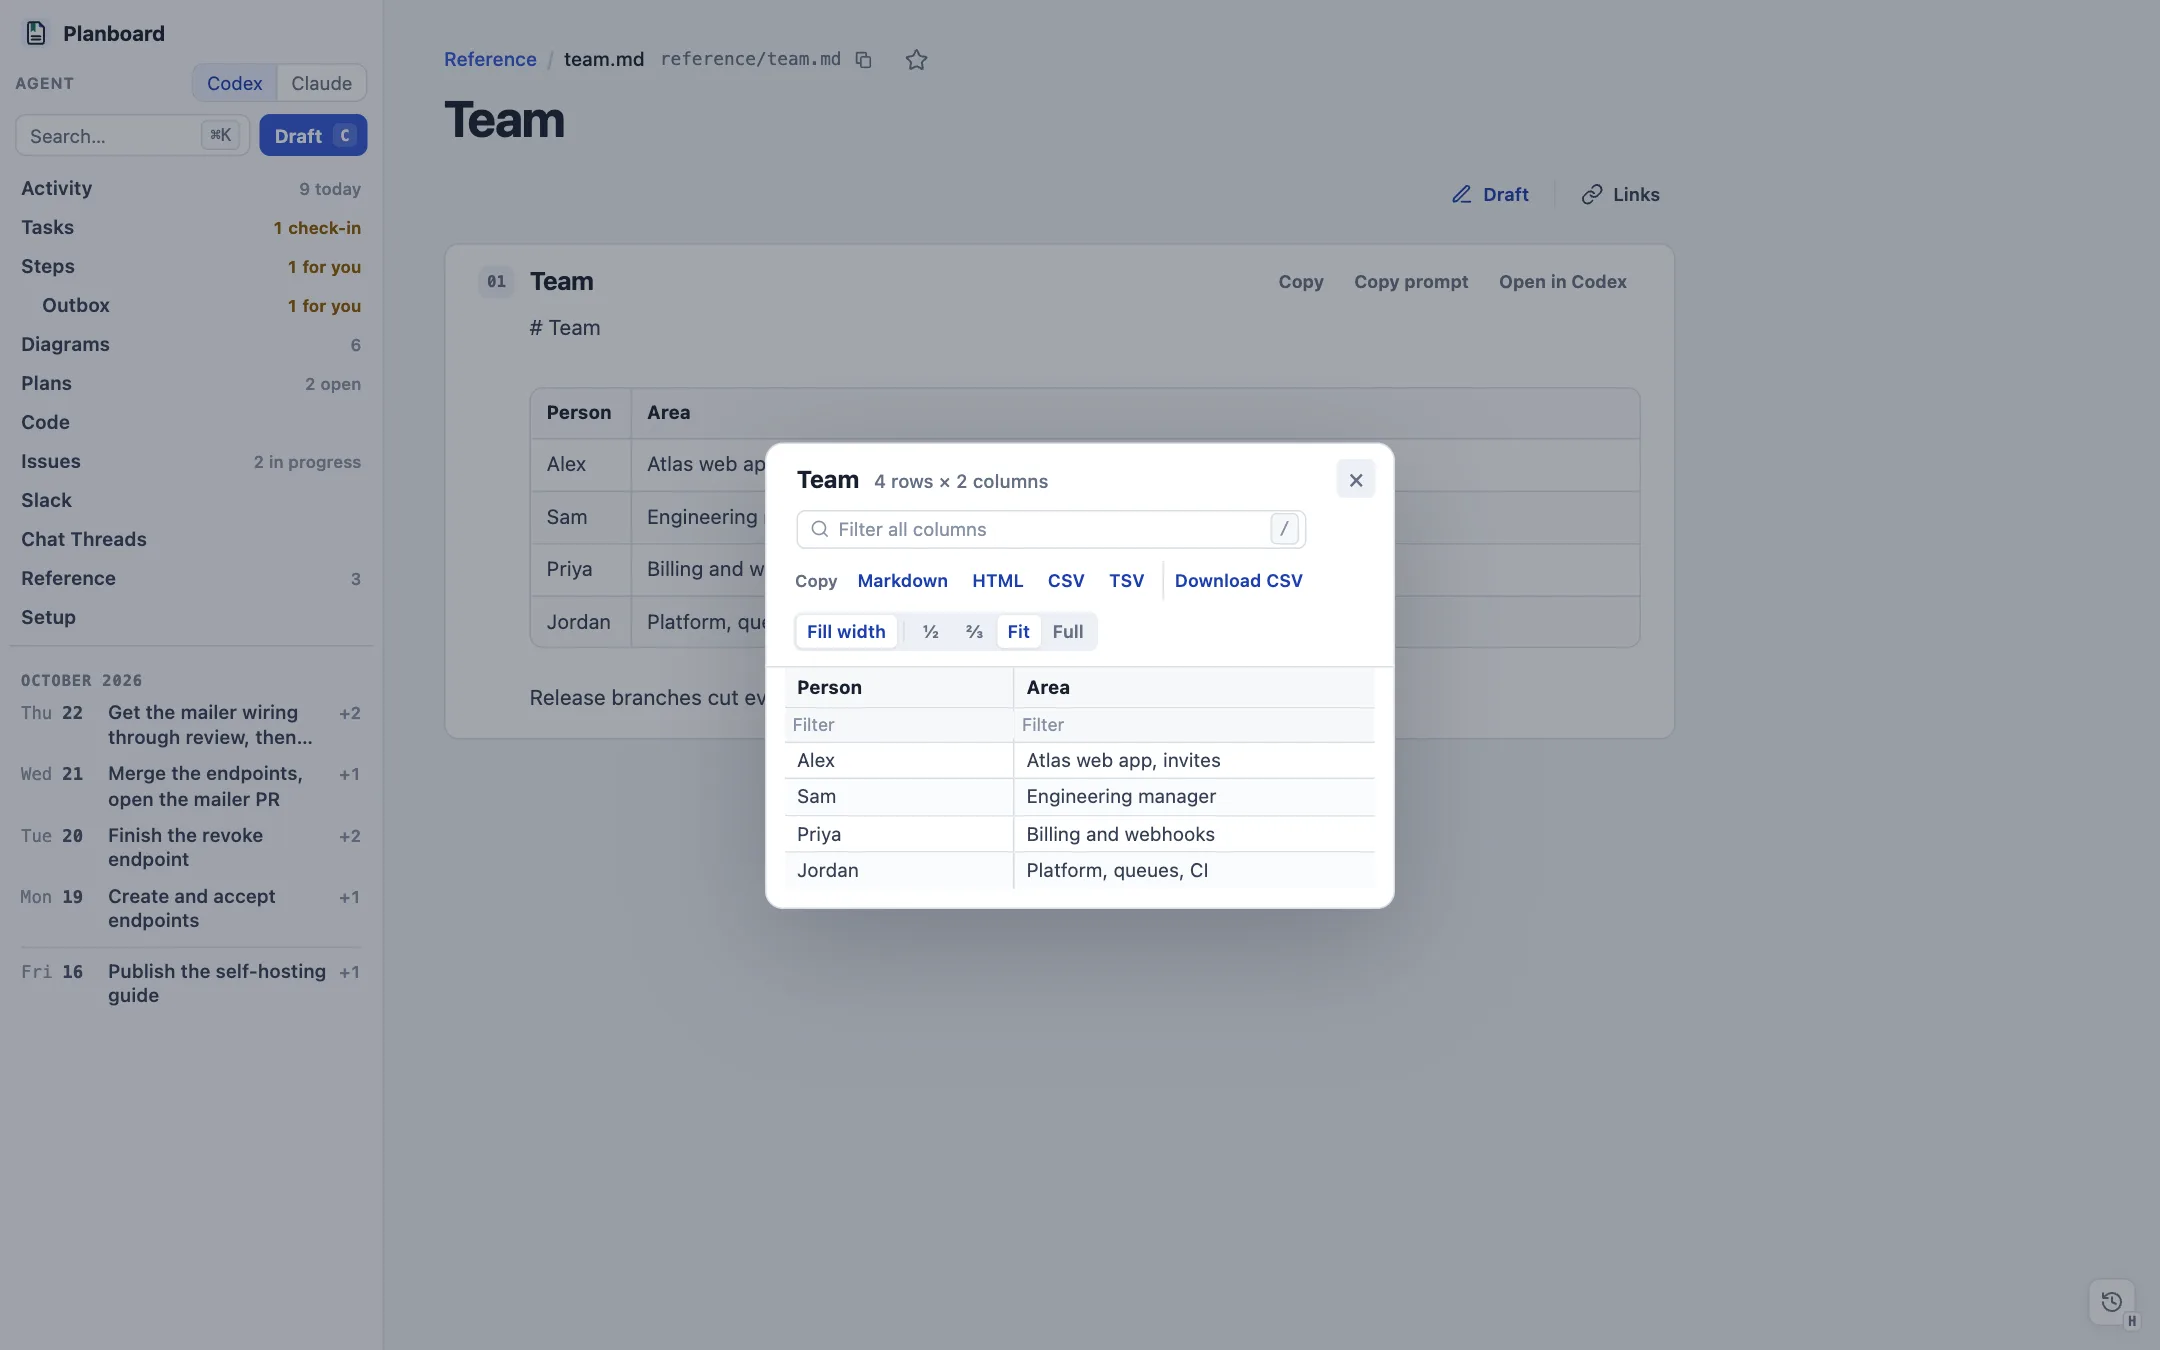 Planboard
AGENT
Codex
Claude
Search...
⌘K
Draft C
Activity
9 today
Tasks
1 check-in
Steps
1 for you
Outbox
1 for you
Diagrams
6
Plans
2 open
Code
Issues
2 in progress
Slack
Chat Threads
Reference
3
Setup
OCTOBER 2026
Thu 22
Get the mailer wiring
through review, then...
+2
Wed 21
Merge the endpoints,
open the mailer PR
+1
Tue 20
Finish the revoke
endpoint
+2
Mon 19
Create and accept
endpoints
+1
Fri 16
Publish the self-hosting
guide
+1
Reference / team.md reference/team.md
Team
Draft
Links
01
Team
Copy
Copy prompt
Open in Codex
# Team
Person
Area
Alex
Atlas web ap
Sam
Engineering
Priya
Billing and w
Jordan
Platform, que
Release branches cut ev
Team 4 rows × 2 columns
×
Filter all columns
/
Copy Markdown HTML CSV TSV Download CSV
Fill width ½ ⅔ Fit Full
Person
Area
Filter
Filter
Alex
Atlas web app, invites
Sam
Engineering manager
Priya
Billing and webhooks
Jordan
Platform, queues, CI
H